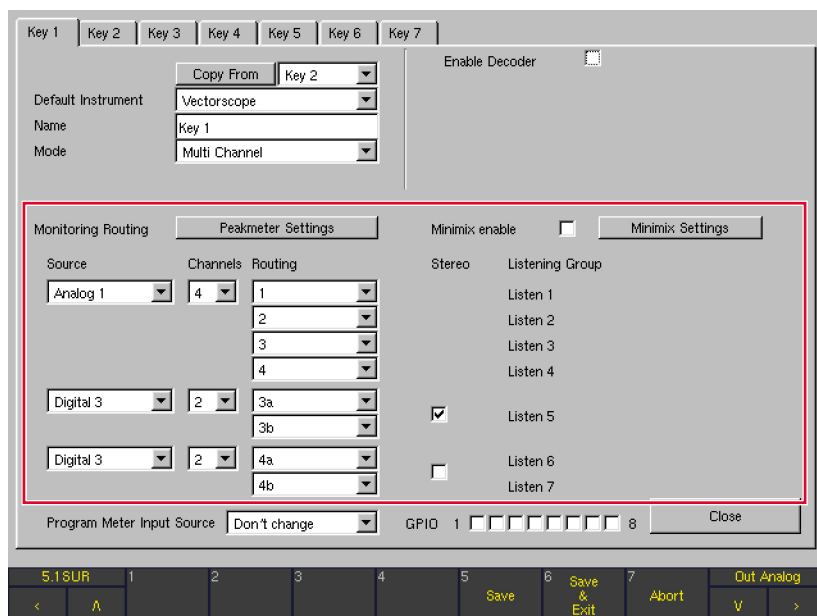 Key 1 Key 2 Key 3 Key 4 Key 5 Key 6 Key 7
Copy From Key 2 Enable Decoder
Default Instrument Vectorscope
Name Key 1
Mode Multi Channel
Monitoring Routing Peakmeter Settings Minimix enable Minimix Settings
Source Channels Routing Stereo Listening Group
Analog 1 4 1 Listen 1
2 Listen 2
3 Listen 3
4 Listen 4
Digital 3 2 3a Listen 5
3b
Digital 3 2 4a Listen 6
4b Listen 7
Program Meter Input Source Don't change GPIO 1 8 Close
5.1SUR 1 2 3 4 5 Save 6 Save & Exit 7 Abort Out Analog
< Λ V >